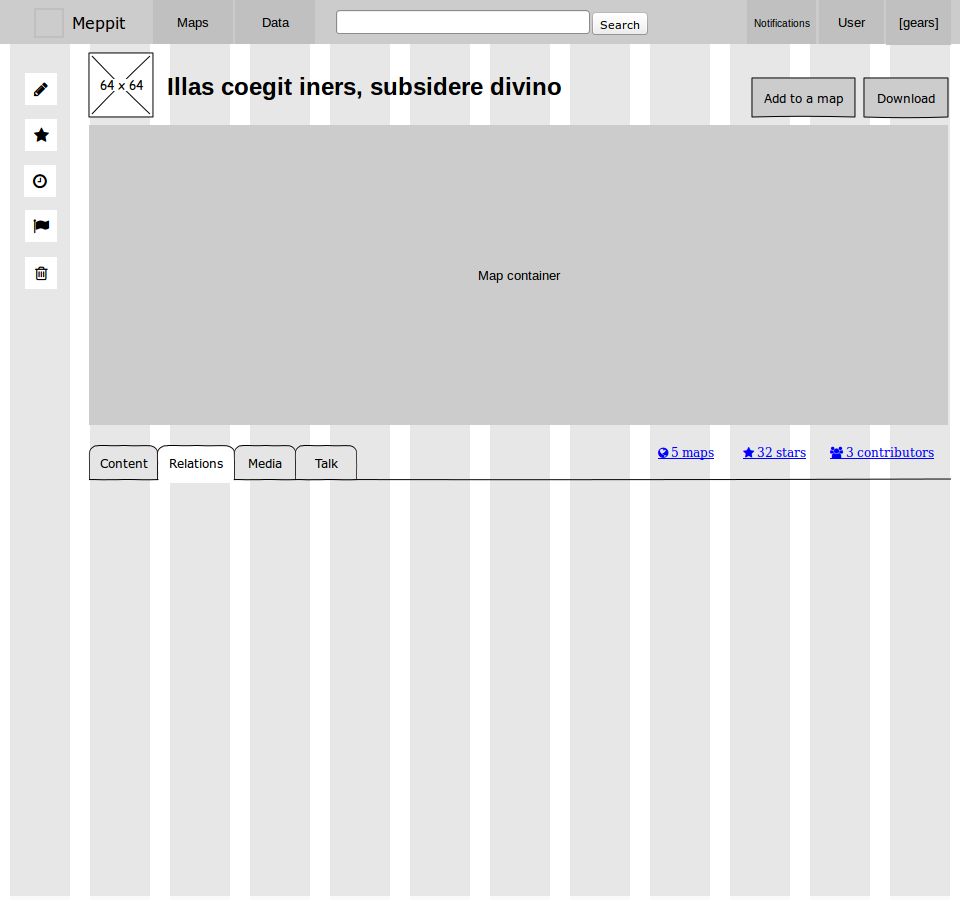 Meppit Maps Data Search Notifications User [gears]
64 x 64
Illas coegit iners, subsidere divino
Add to a map Download
Map container
5 maps 32 stars 3 contributors
Content Relations Media Talk